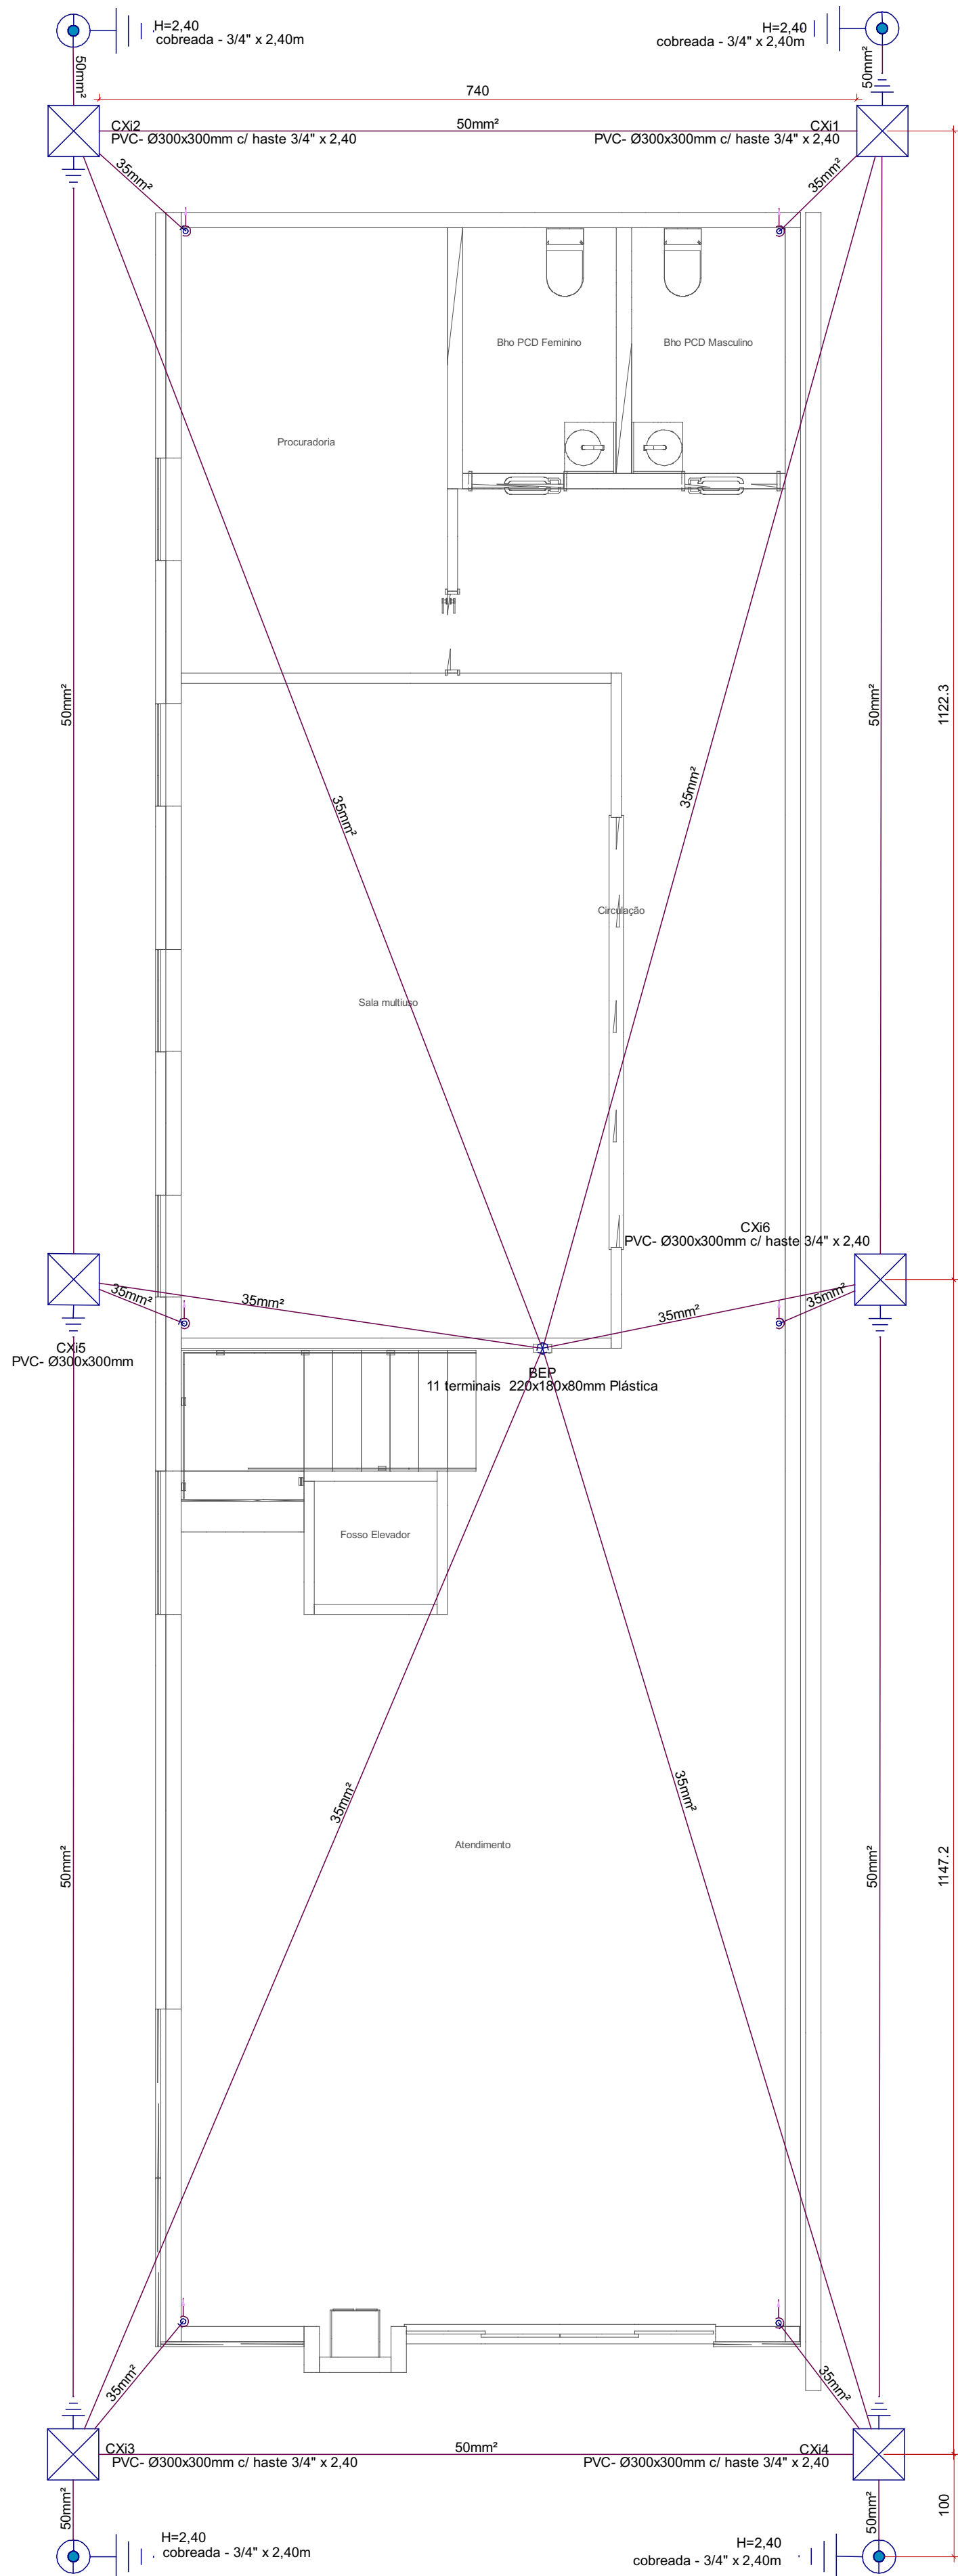 H=2,40
cobreada - 3/4" x 2,40m
H=2,40
cobreada - 3/4" x 2,40m
50mm²
50mm²
740
50mm²
CXi2
PVC- Ø300x300mm c/ haste 3/4" x 2,40
CXi1
PVC- Ø300x300mm c/ haste 3/4" x 2,40
35mm²
35mm²
Bho PCD Feminino
Bho PCD Masculino
Procuradoria
50mm²
50mm²
1122.3
35mm²
35mm²
Circulação
Sala multiuso
CXi6
PVC- Ø300x300mm c/ haste 3/4" x 2,40
35mm²
35mm²
35mm²
35mm²
CXi5
PVC- Ø300x300mm
BEP
11 terminais 220x180x80mm Plástica
Fosso Elevador
35mm²
35mm²
Atendimento
50mm²
50mm²
1147.2
35mm²
35mm²
CXi3
PVC- Ø300x300mm c/ haste 3/4" x 2,40
50mm²
CXi4
PVC- Ø300x300mm c/ haste 3/4" x 2,40
50mm²
50mm²
100
H=2,40
cobreada - 3/4" x 2,40m
H=2,40
cobreada - 3/4" x 2,40m